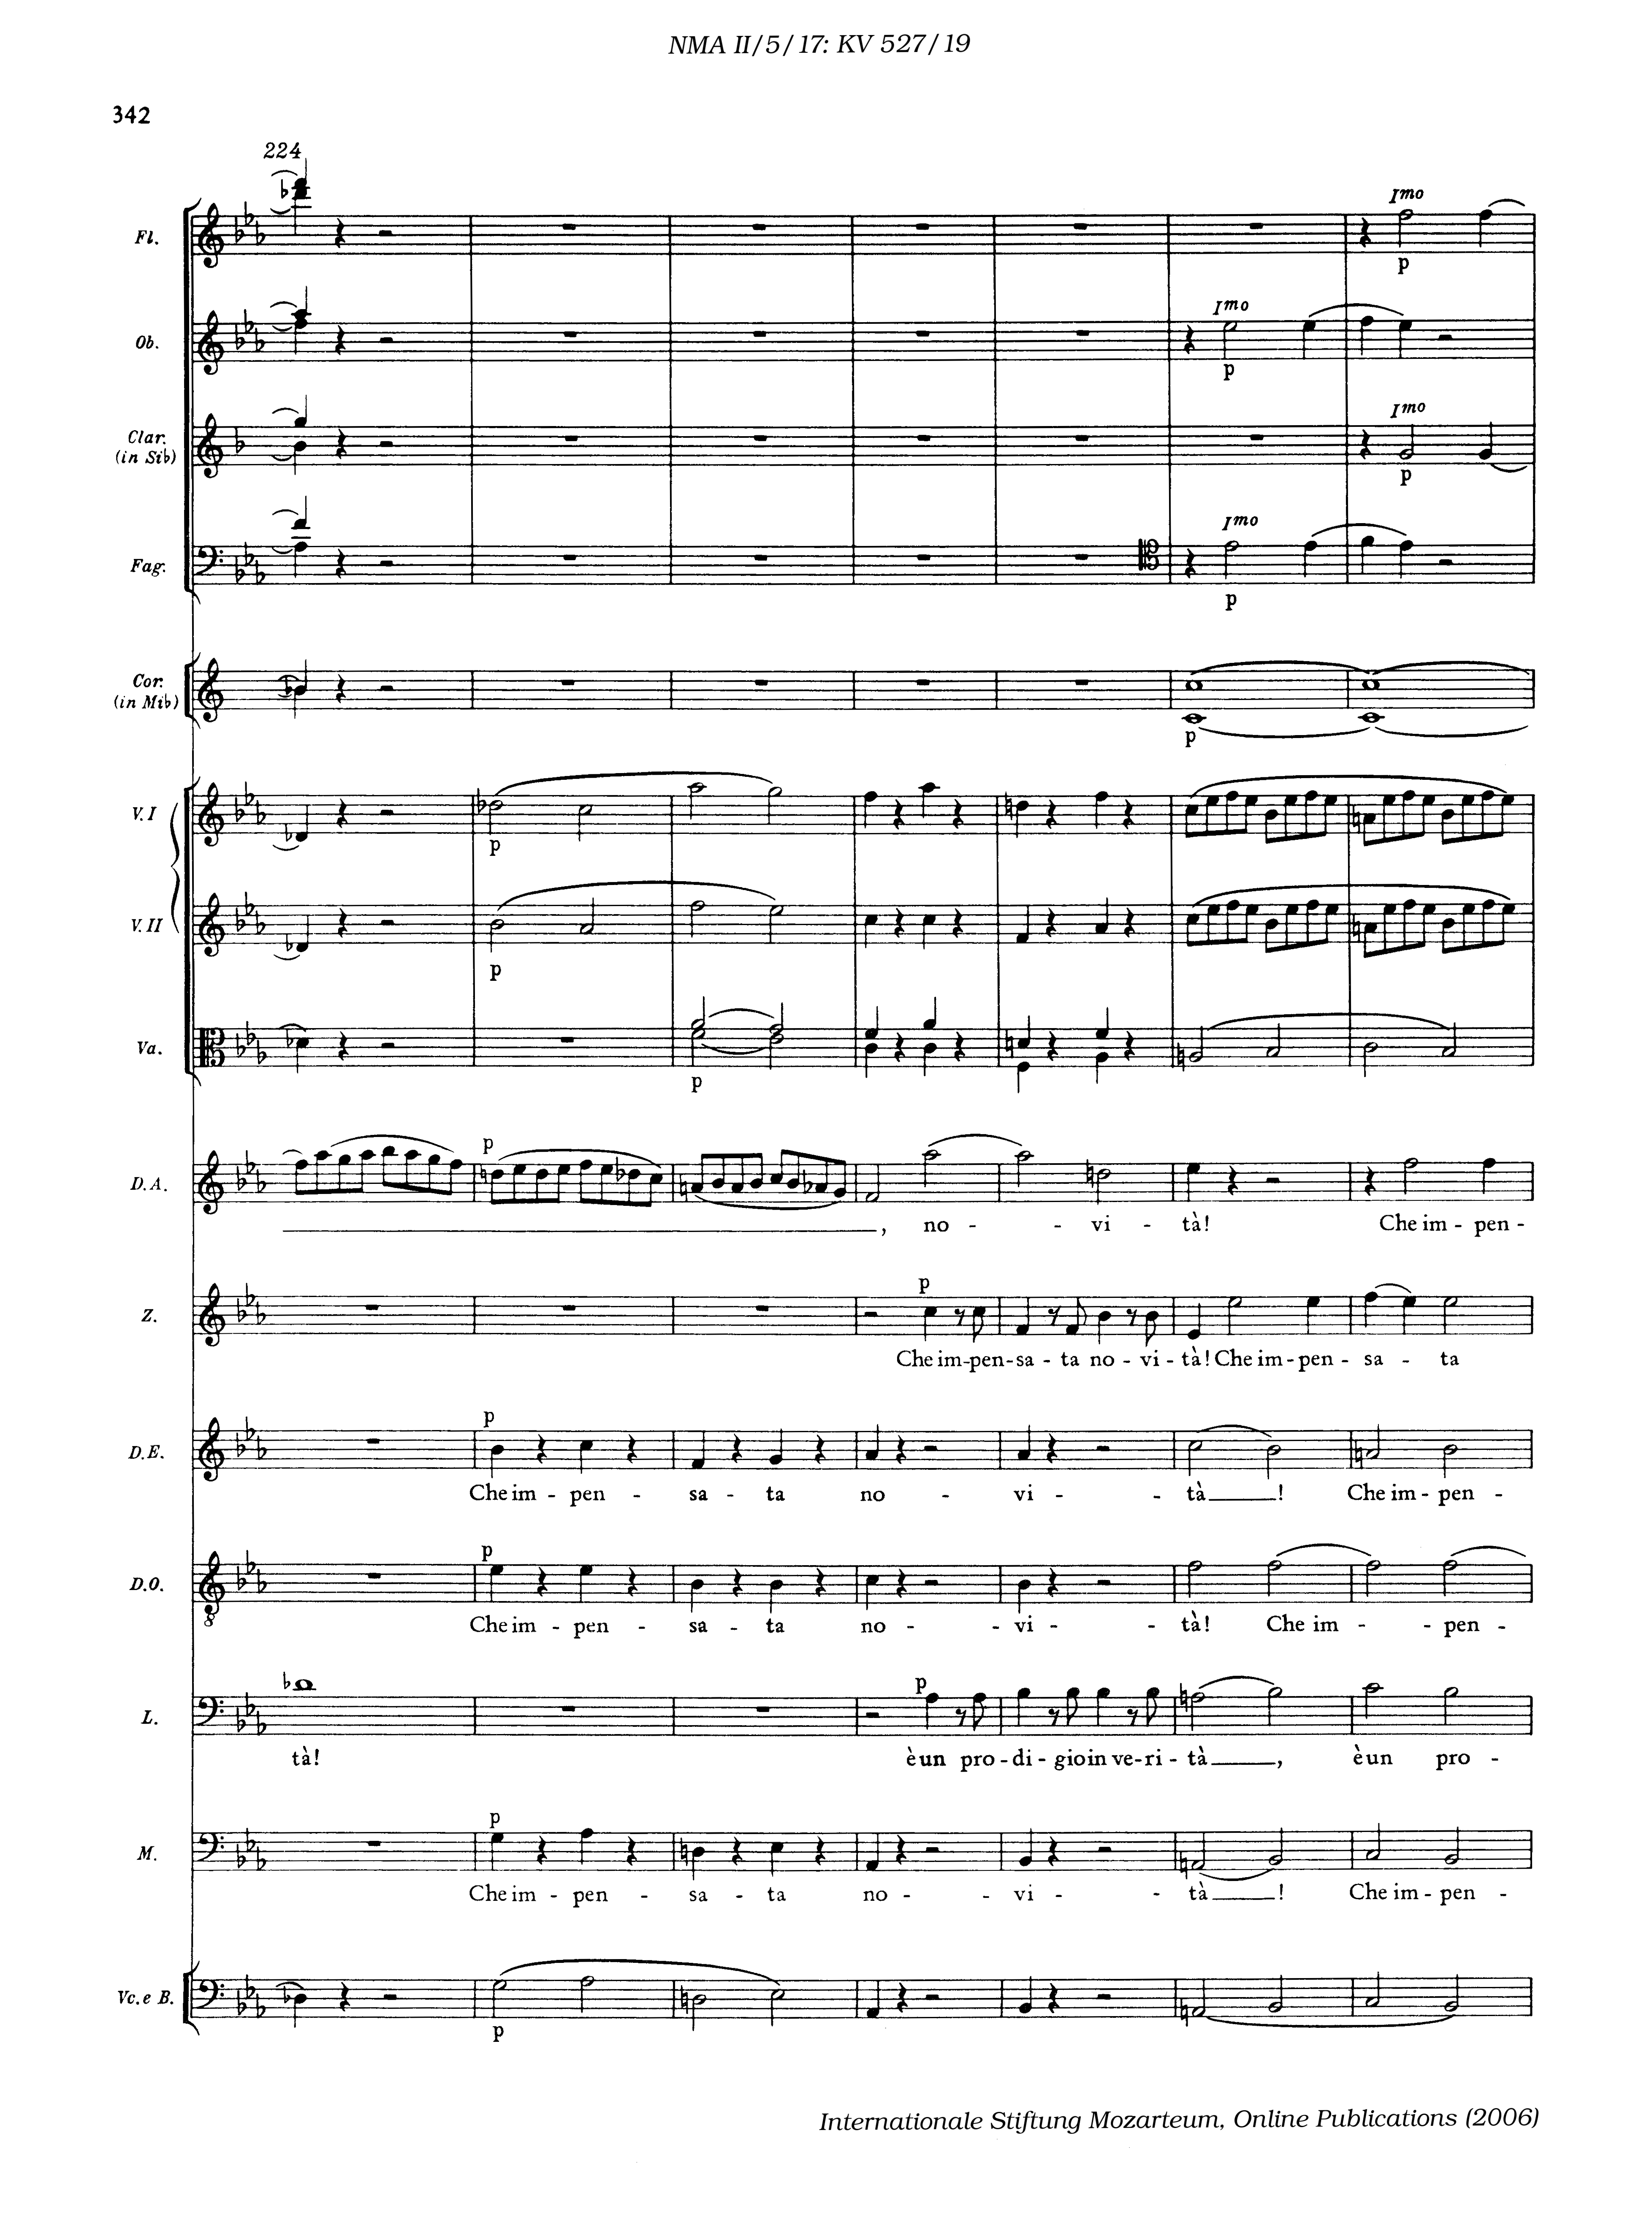 NMA II/5/17: KV 527/19
342
224
Fl.
Imo
p
Ob.
Imo
p
Clar.
(in Sib)
Imo
p
Fag.
Imo
p
Cor.
(in Mib)
p
V. I
p
V. II
p
Va.
p
D.A.
p
, no - - vi - tà! Che im - pen -
Z.
p
Che im-pen-sa - ta no - vi - tà! Che im - pen - sa - ta
D.E.
p
Che im - pen - sa - ta no - vi - - tà ! Che im - pen -
D.O.
p
Che im - pen - sa - ta no - - vi - - tà! Che im - - pen -
L.
p
tà! è un pro - di - gio in ve - ri - tà , è un pro -
M.
p
Che im - pen - sa - ta no - - vi - - tà ! Che im - pen -
Vc. e B.
p
Internationale Stiftung Mozarteum, Online Publications (2006)